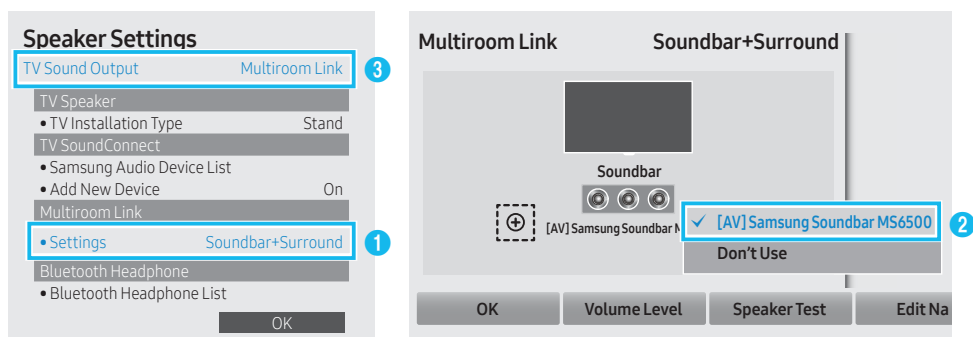 Speaker Settings
TV Sound Output Multiroom Link
3
TV Speaker
• TV Installation Type Stand
TV SoundConnect
• Samsung Audio Device List
• Add New Device On
Multiroom Link
• Settings Soundbar+Surround
1
Bluetooth Headphone
• Bluetooth Headphone List
OK
Multiroom Link Soundbar+Surround
Soundbar
[AV] Samsung Soundbar M
[AV] Samsung Soundbar MS6500
2
Don't Use
OK Volume Level Speaker Test Edit Na